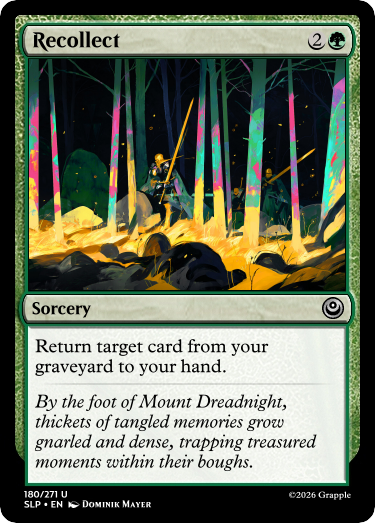 Recollect 2
Sorcery
Return target card from your
graveyard to your hand.
By the foot of Mount Dreadnight,
thickets of tangled memories grow
gnarled and dense, trapping treasured
moments within their boughs.
180/271 U
SLP • EN Dominik Mayer
©2026 Grapple